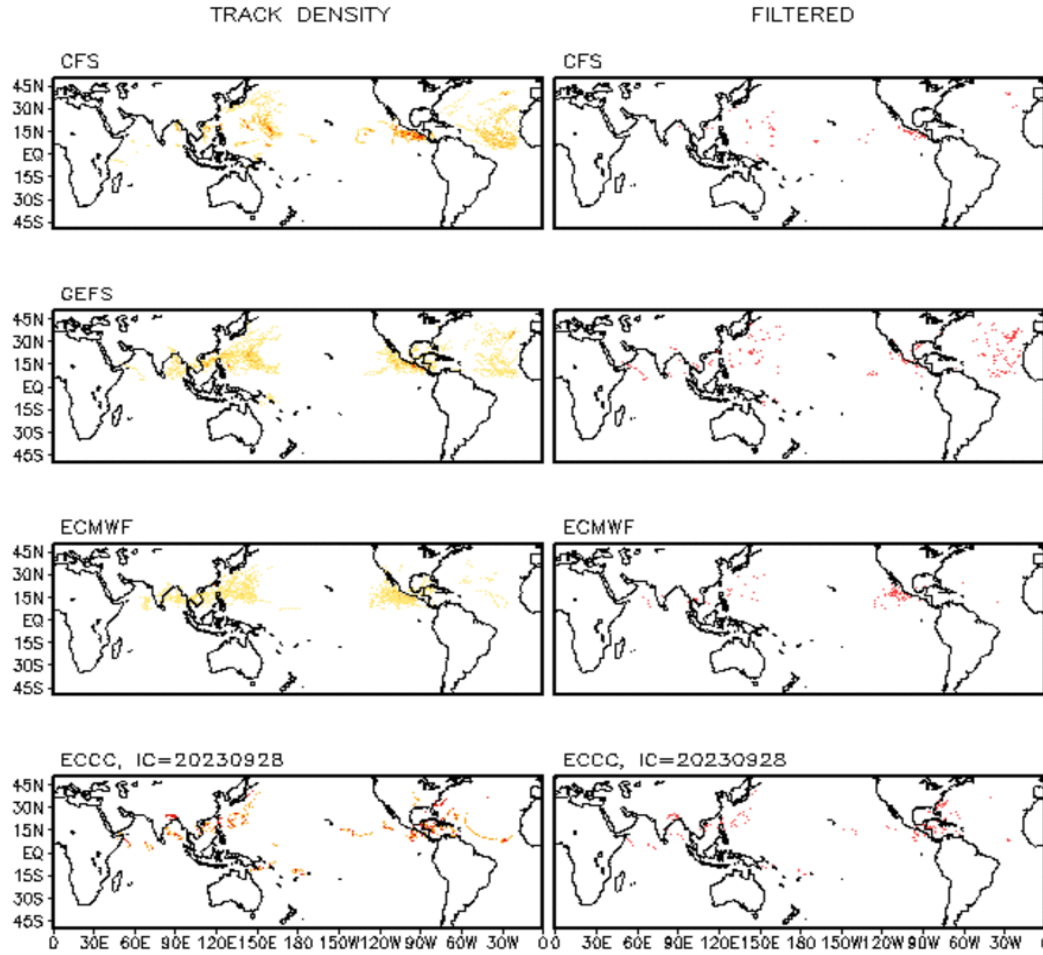 TRACK DENSITY FILTERED
CFS CFS
45N
30N
15N
EQ
15S
30S
45S
GEFS GEFS
45N
30N
15N
EQ
15S
30S
45S
ECMWF ECMWF
45N
30N
15N
EQ
15S
30S
45S
ECCC, IC=20230928 ECCC, IC=20230928
45N
30N
15N
EQ
15S
30S
45S
0 30E 60E 90E 120E 150E 180 150W 120W 90W 60W 30W 0 30E 60E 90E 120E 150E 180 150W 120W 90W 60W 30W